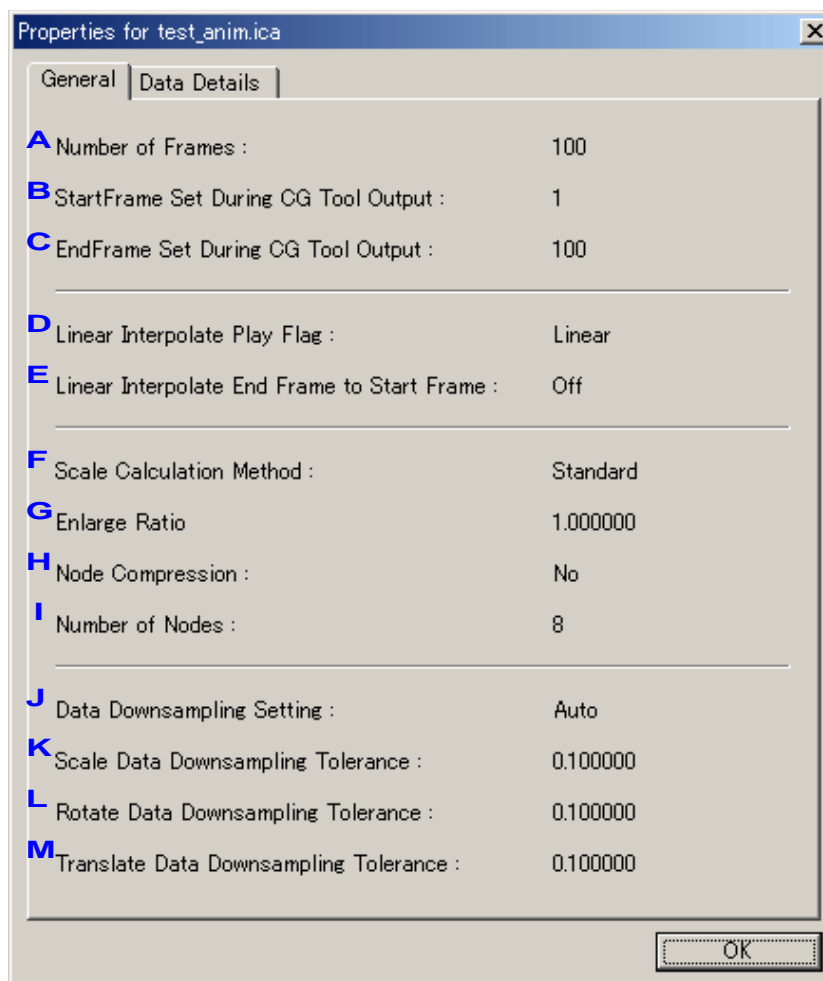 Properties for test_anim.ica
General Data Details
A Number of Frames : 100
B StartFrame Set During CG Tool Output : 1
C EndFrame Set During CG Tool Output : 100
D Linear Interpolate Play Flag : Linear
E Linear Interpolate End Frame to Start Frame : Off
F Scale Calculation Method : Standard
G Enlarge Ratio 1.000000
H Node Compression : No
I Number of Nodes : 8
J Data Downsampling Setting : Auto
K Scale Data Downsampling Tolerance : 0.100000
L Rotate Data Downsampling Tolerance : 0.100000
M Translate Data Downsampling Tolerance : 0.100000
OK